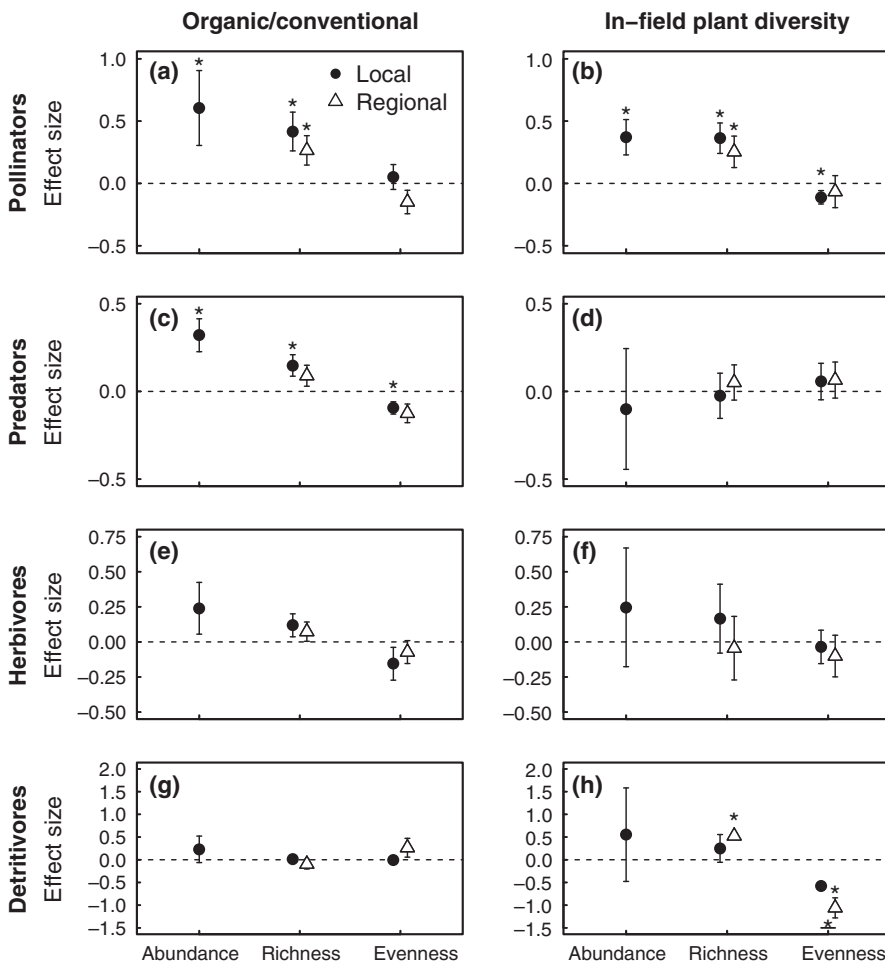 Organic/conventional
In−field plant diversity
Pollinators
Effect size
1.0
0.5
0.0
−0.5
(a)
*
*
*
Local
Regional
1.0
0.5
0.0
−0.5
(b)
*
*
*
*
Predators
Effect size
0.5
0.0
−0.5
(c)
*
*
*
0.5
0.0
−0.5
(d)
Herbivores
Effect size
0.75
0.50
0.25
0.00
−0.25
−0.50
(e)
0.75
0.50
0.25
0.00
−0.25
−0.50
(f)
Detritivores
Effect size
2.0
1.5
1.0
0.5
0.0
−0.5
−1.0
−1.5
(g)
Abundance
Richness
Evenness
2.0
1.5
1.0
0.5
0.0
−0.5
−1.0
−1.5
(h)
*
*
*
Abundance
Richness
Evenness